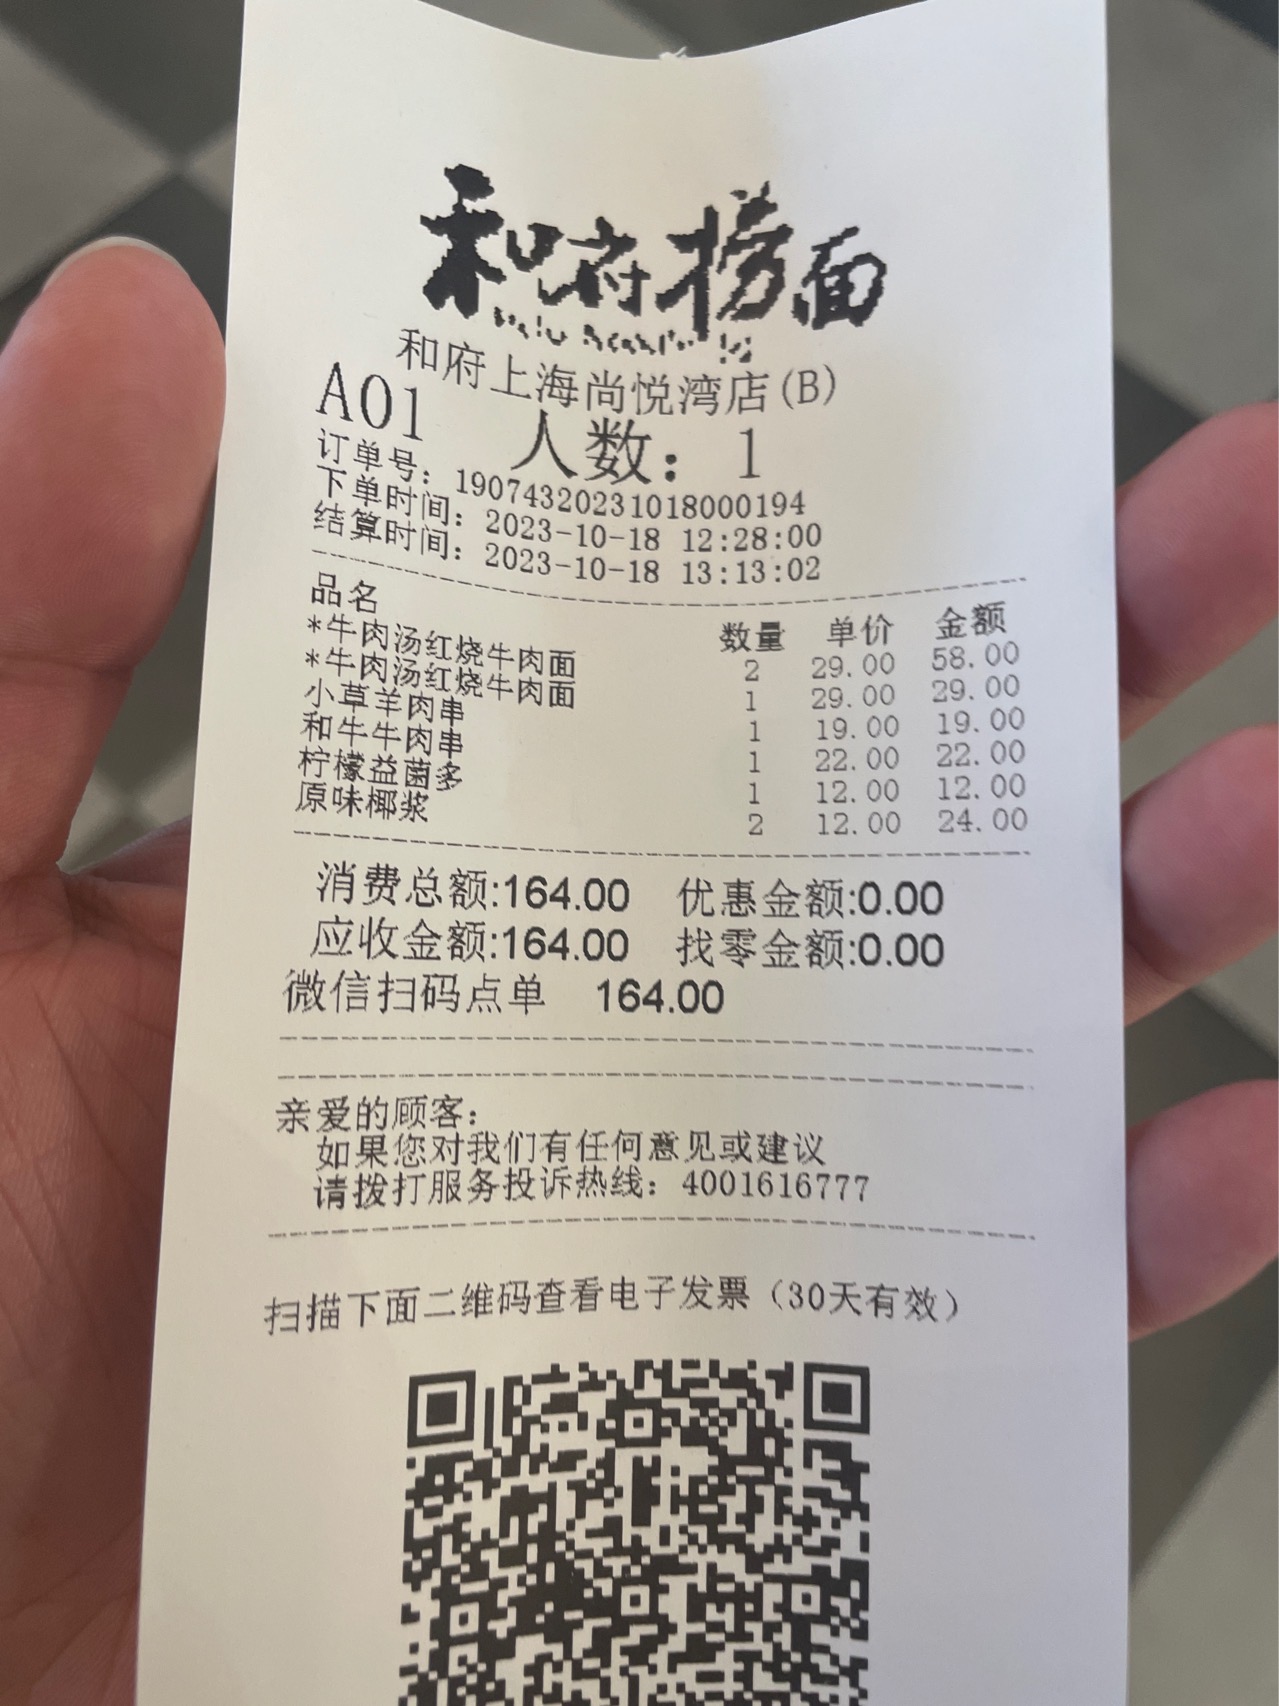 和府捞面
和府上海尚悦湾店(B)
A01 人数：1
订单号：19074320231018000194
下单时间：2023-10-18 12:28:00
结算时间：2023-10-18 13:13:02
品名 数量 单价 金额
*牛肉汤红烧牛肉面 2 29.00 58.00
*牛肉汤红烧牛肉面 1 29.00 29.00
小草羊肉串 1 19.00 19.00
和牛牛肉串 1 22.00 22.00
柠檬益菌多 1 12.00 12.00
原味椰浆 2 12.00 24.00
消费总额:164.00 优惠金额:0.00
应收金额:164.00 找零金额:0.00
微信扫码点单 164.00
亲爱的顾客：
如果您对我们有任何意见或建议
请拨打服务投诉热线：4001616777
扫描下面二维码查看电子发票（30天有效）